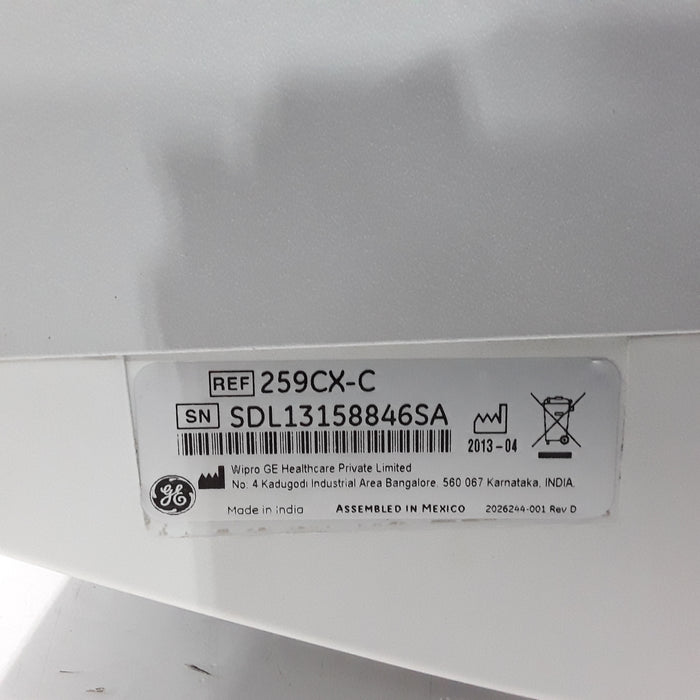 REF 259CX-C
SN SDL13158846SA
2013-04
Wipro GE Healthcare Private Limited
No: 4 Kadugodi Industrial Area Bangalore. 560 067 Karnataka, INDIA.
GE
Made in India ASSEMBLED IN MEXICO 2026244-001 Rev D